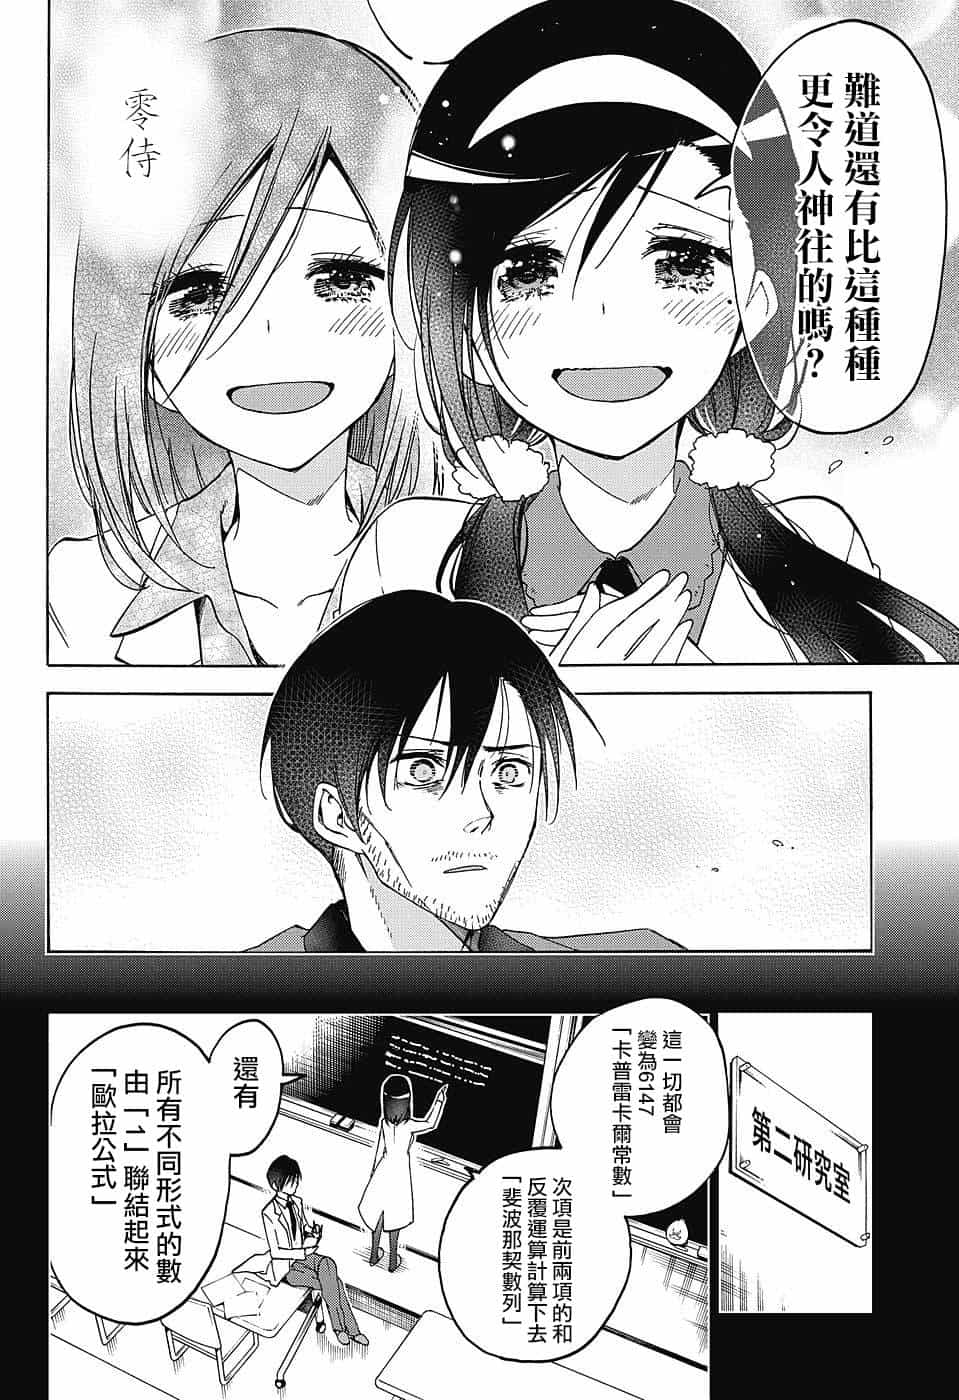 難道還有比這種種
更令人神往的嗎？
零侍
第二研究室
這一切都會
變為6147
「卡普雷卡爾常數」
次項是前兩項的和
反覆運算計算下去
「斐波那契數列」
還有
所有不同形式的數
由「1」聯結起來
「歐拉公式」